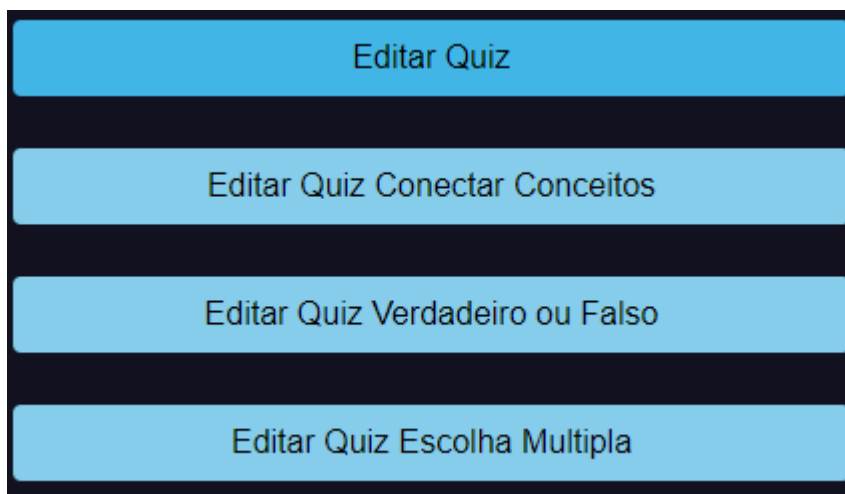 Editar Quiz
Editar Quiz Conectar Conceitos
Editar Quiz Verdadeiro ou Falso
Editar Quiz Escolha Multipla